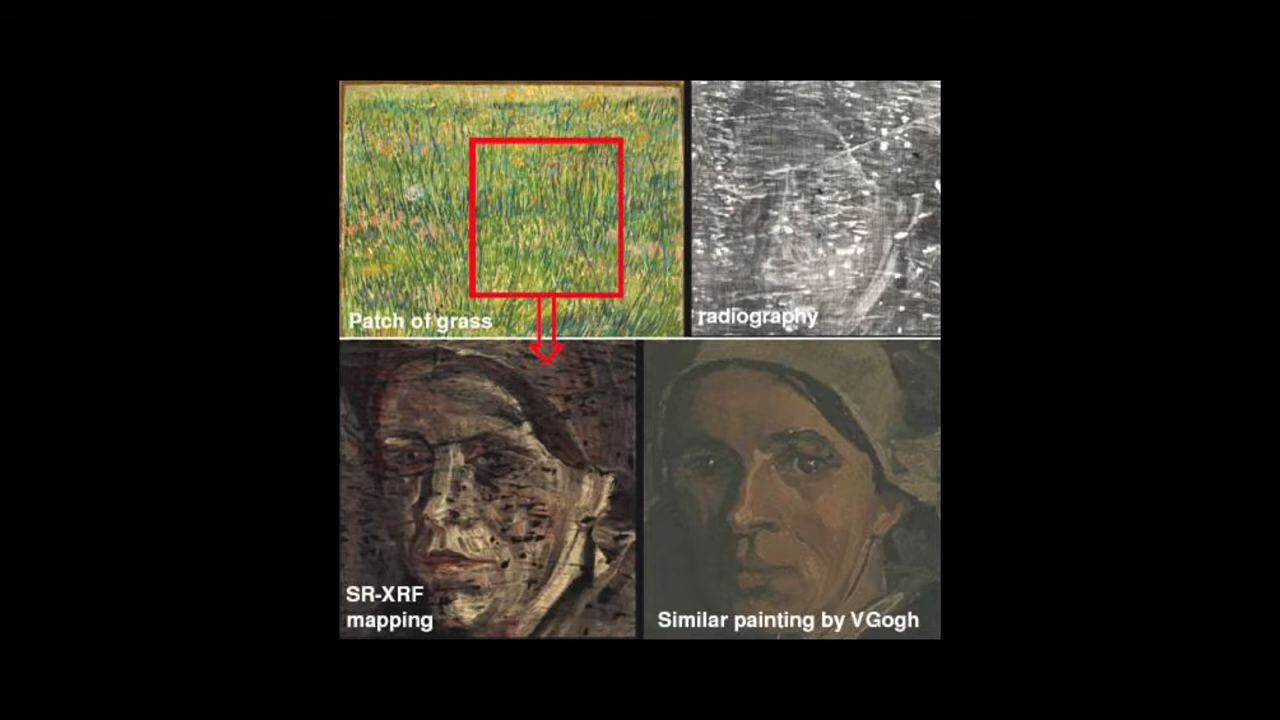 Patch of grass
radiography
SR-XRF
mapping
Similar painting by VGogh